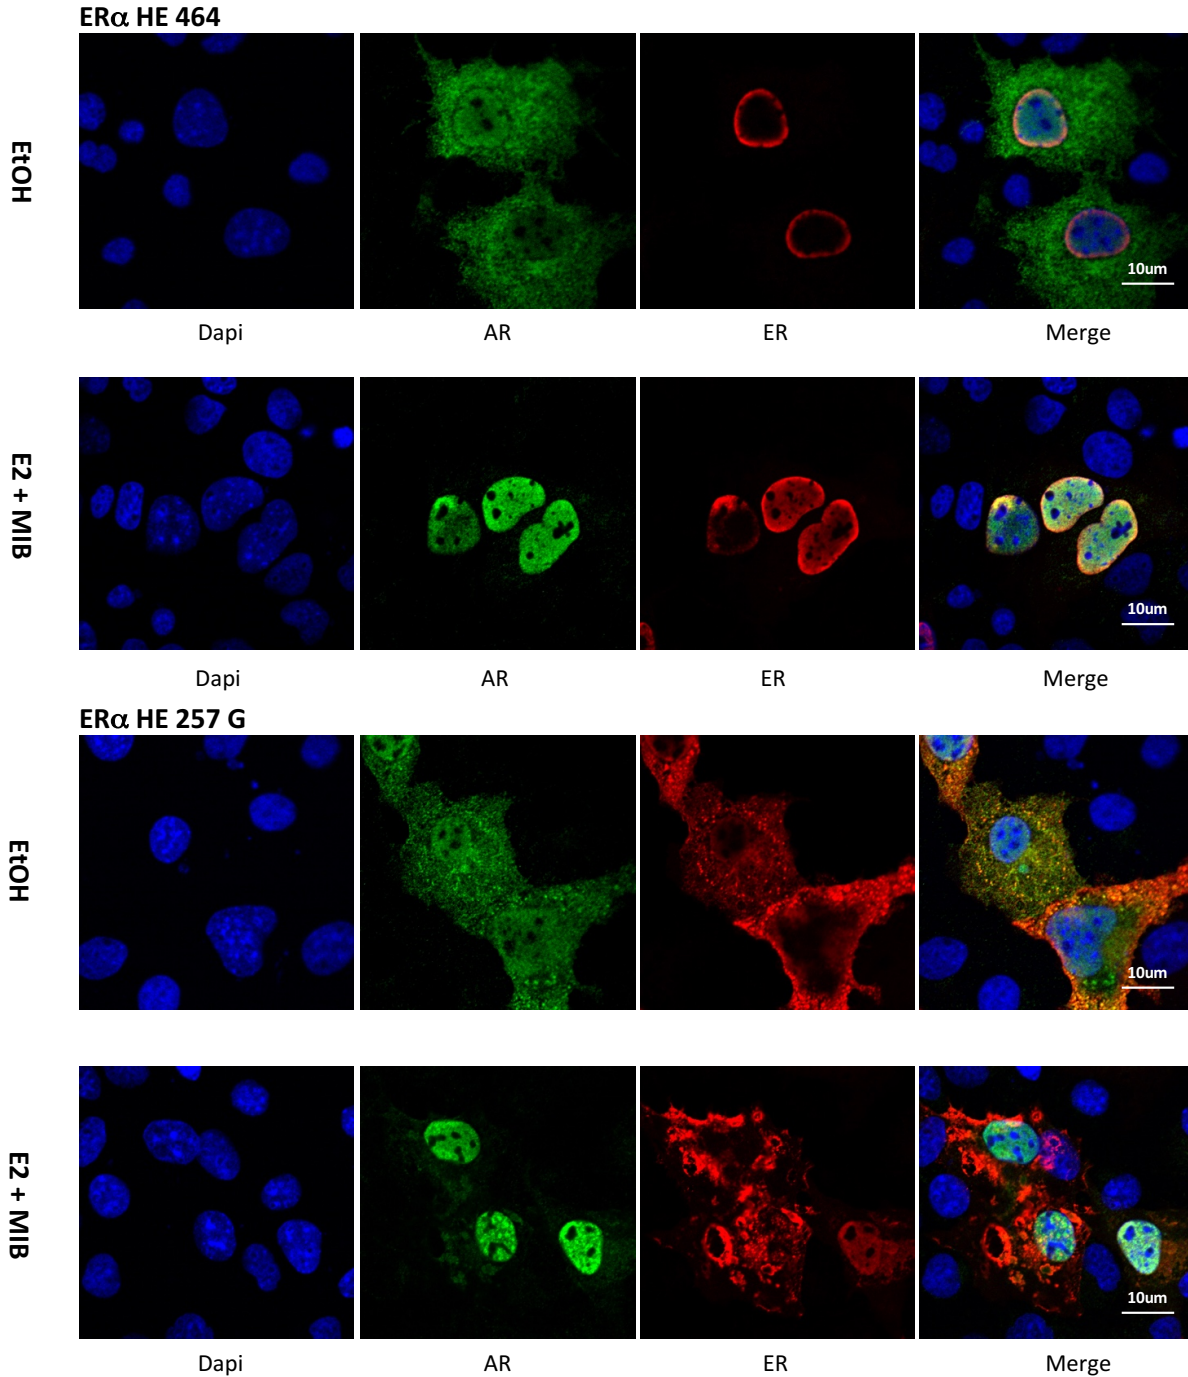 ERα HE 464
EtOH
10um
Dapi AR ER Merge
E2 + MIB
10um
Dapi AR ER Merge
ERα HE 257 G
EtOH
10um
E2 + MIB
10um
Dapi AR ER Merge